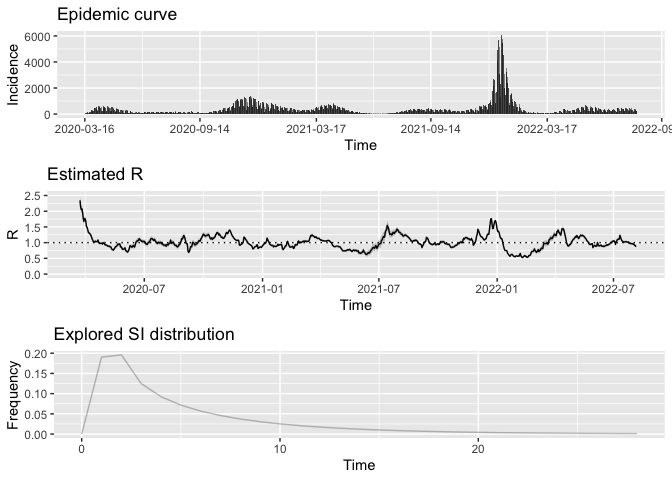 Epidemic curve
6000
4000
2000
0
Incidence
2020-03-16 2020-09-14 2021-03-17 2021-09-14 2022-03-17 2022-09
Time
Estimated R
2.5
2.0
1.5
1.0
0.5
0.0
R
2020-07 2021-01 2021-07 2022-01 2022-07
Time
Explored SI distribution
0.20
0.15
0.10
0.05
0.00
Frequency
0 10 20
Time